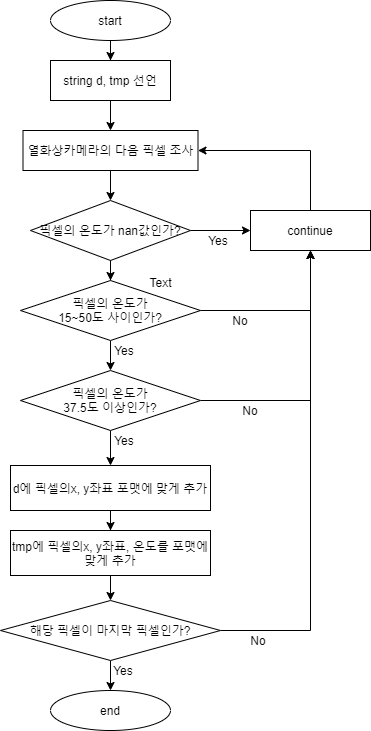 start
string d, tmp 선언
열화상카메라의 다음 픽셀 조사
픽셀의 온도가 nan값인가?
Yes
continue
Text
픽셀의 온도가
15~50도 사이인가?
No
Yes
픽셀의 온도가
37.5도 이상인가?
No
Yes
d에 픽셀의x, y좌표 포맷에 맞게 추가
tmp에 픽셀의x, y좌표, 온도를 포맷에
맞게 추가
해당 픽셀이 마지막 픽셀인가?
No
Yes
end